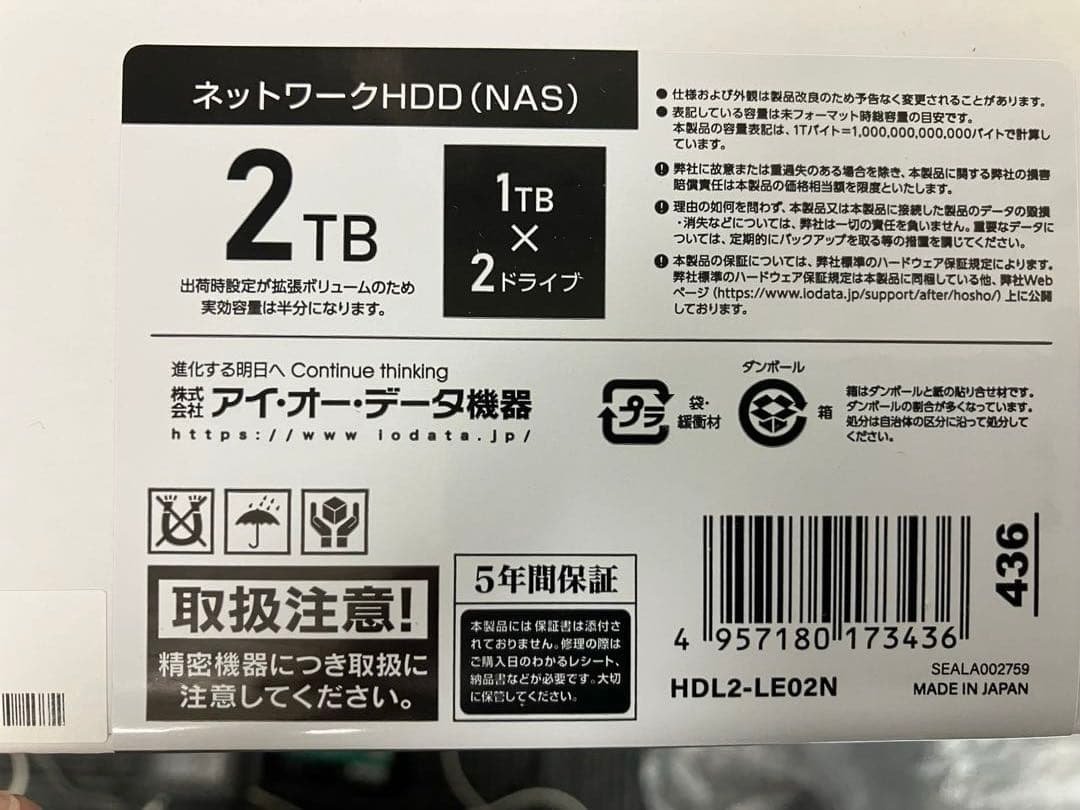 ネットワークHDD(NAS)
2TB
出荷時設定が拡張ボリュームのため
実効容量は半分になります。
1TB
×
2ドライブ
● 仕様および外観は製品改良のため予告なく変更されることがあります。
● 表記している容量は未フォーマット時総容量の目安です。
本製品の容量表記は、1Tバイト=1,000,000,000,000バイトで計算し
ています。
弊社に故意または重過失のある場合を除き、本製品に関する弊社の損害
賠償責任は本製品の価格相当額を限度といたします。
理由の如何を問わず、本製品又は本製品に接続した製品のデータの毀損
・消失などについては、弊社は一切の責任を負いません。重要なデータに
ついては、定期的にバックアップを取る等の措置を講じてください。
本製品の保証については、弊社標準のハードウェア保証規定によります。
弊社標準のハードウェア保証規定は本製品に同梱している他、弊社Web
ページ(https://www.iodata.jp/support/after/hosho/)上に公開
しております。
進化する明日へ Continue thinking
株式会社 アイ・オー・データ機器
https://www iodata.jp/
プラ
袋・
緩衝材
ダンボール
箱
箱はダンボールと紙の貼り合せ材です。
ダンボールの割合が多くなっています。
処分は自治体の区分に沿って処分して
ください。
取扱注意!
精密機器につき取扱に
注意してください。
5年間保証
本製品には保証書は添付さ
れておりません。修理の際は
ご購入日のわかるレシート、
納品書などが必要です。大切
に保管してください。
436
4 957180 173436
SEALA002759
HDL2-LE02N
MADE IN JAPAN